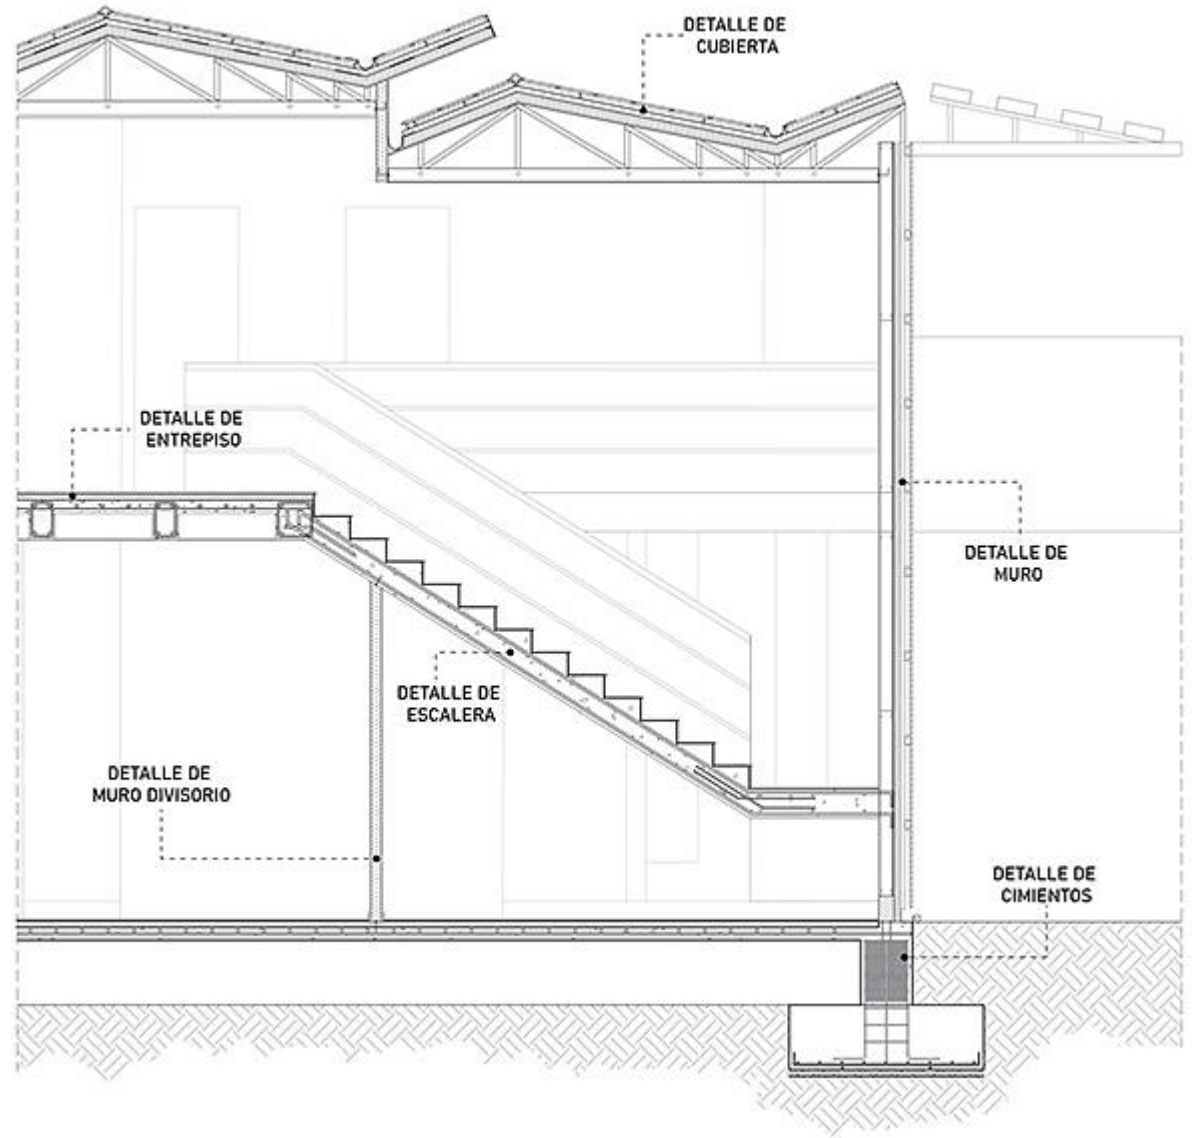 DETALLE DE
CUBIERTA
DETALLE DE
ENTREPISO
DETALLE DE
MURO
DETALLE DE
ESCALERA
DETALLE DE
MURO DIVISORIO
DETALLE DE
CIMIENTOS